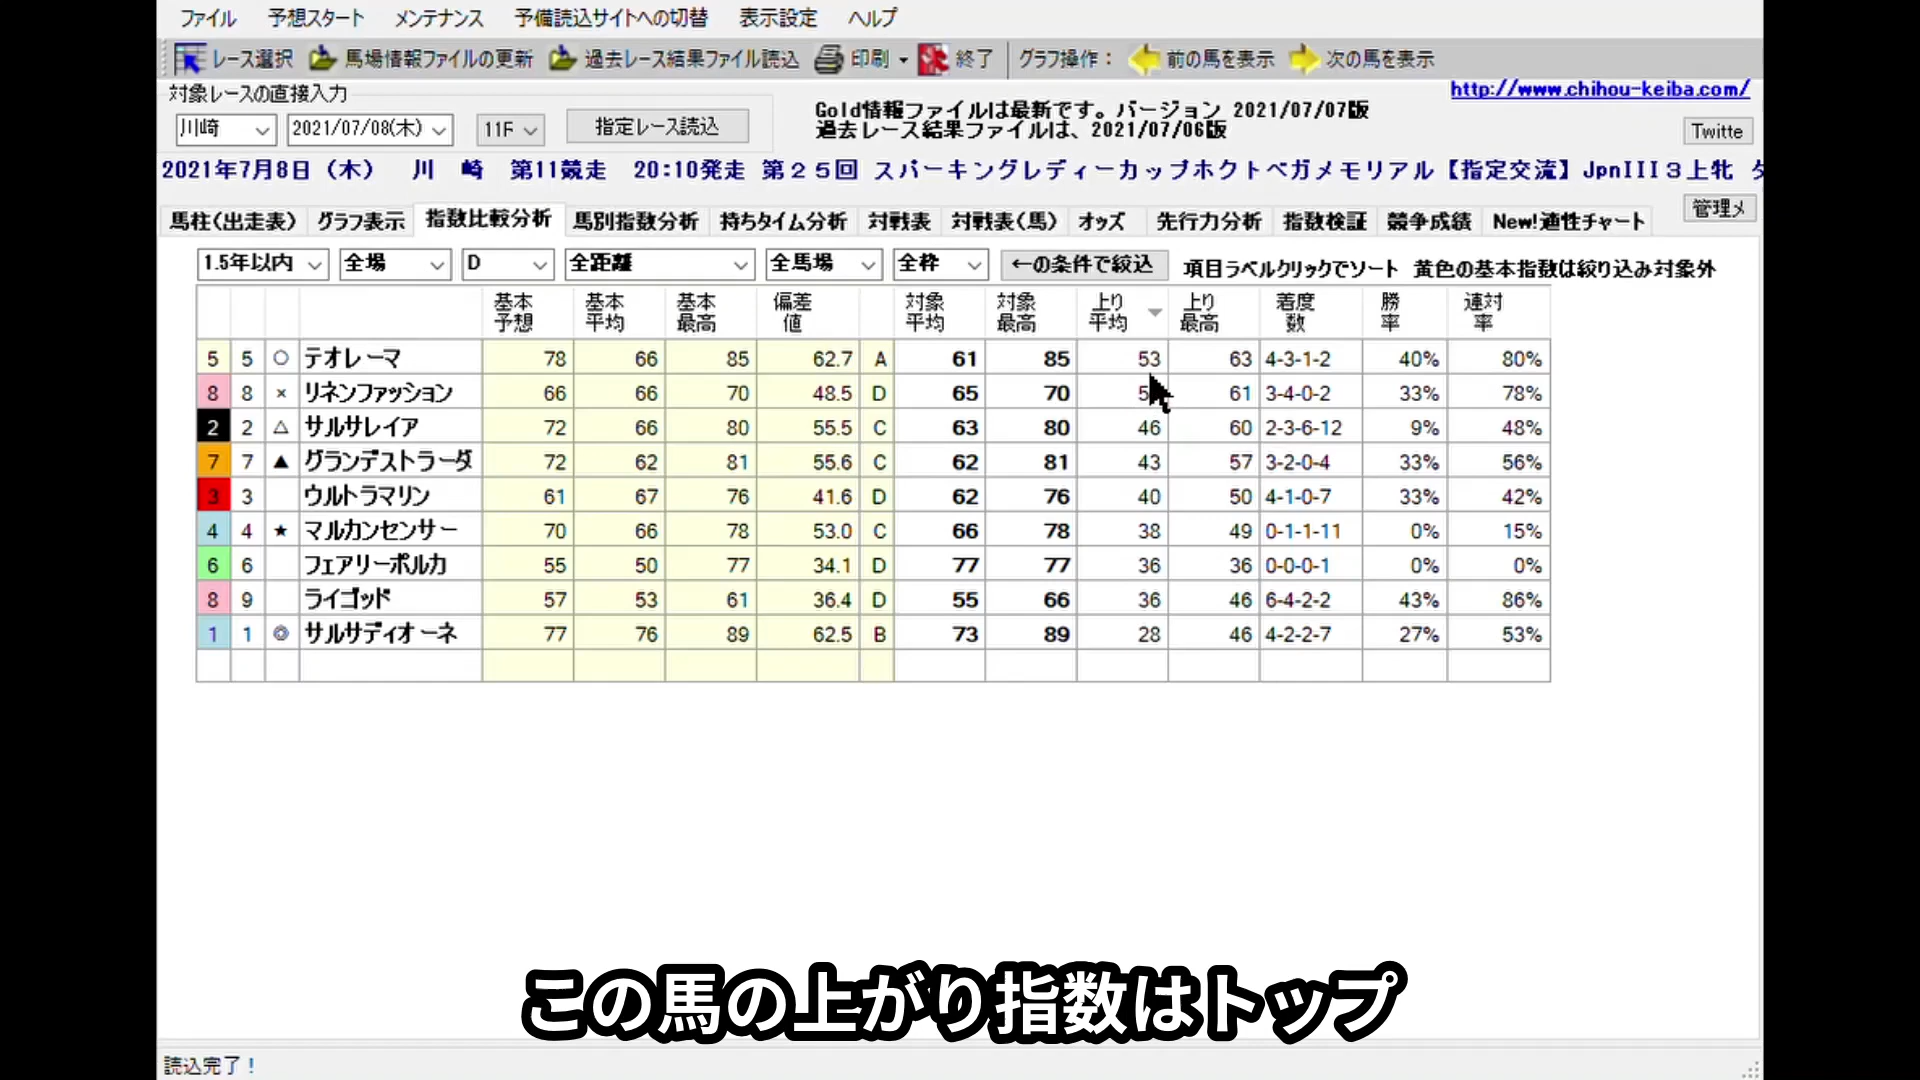 ファイル 予想スタート メンテナンス 予備読込サイトへの切替 表示設定 ヘルプ
レース選択 馬場情報ファイルの更新 過去レース結果ファイル読込 印刷 終了 グラフ操作： 前の馬を表示 次の馬を表示
対象レースの直接入力
http://www.chihou-keiba.com/
川崎 2021/07/08(木) 11R 指定レース読込
Gold情報ファイルは最新です。バージョン 2021/07/07版
過去レース結果ファイルは、2021/07/06版
Twitte
2021年7月8日（木） 川 崎 第11競走 20:10発走 第２５回 スパーキングレディーカップホクトベガメモリアル【指定交流】JpnIII３上牝
馬柱(出走表) グラフ表示 指数比較分析 馬別指数分析 持ちタイム分析 対戦表 対戦表(馬) オッズ 先行力分析 指数検証 競争成績 New!適性チャート
管理メ
1.5年以内 全場 D 全距離 全馬場 全枠 ←の条件で絞込 項目ラベルクリックでソート 黄色の基本指数は絞り込み対象外
基本予想 基本平均 基本最高 偏差値 対象平均 対象最高 上り平均 上り最高 着度数 勝率 連対率
5 5 ○ テオレーマ 78 66 85 62.7 A 61 85 53 63 4-3-1-2 40% 80%
8 8 × リネンファッション 66 66 70 48.5 D 65 70 61 3-4-0-2 33% 78%
2 2 △ サルサレイア 72 66 80 55.5 C 63 80 46 60 2-3-6-12 9% 48%
7 7 ▲ グランデストラーダ 72 62 81 55.6 C 62 81 43 57 3-2-0-4 33% 56%
3 3 ウルトラマリン 61 67 76 41.6 D 62 76 40 50 4-1-0-7 33% 42%
4 4 ★ マルカンセンサー 70 66 78 53.0 C 66 78 38 49 0-1-1-11 0% 15%
6 6 フェアリーポルカ 55 50 77 34.1 D 77 77 36 36 0-0-0-1 0% 0%
8 9 ライゴッド 57 53 61 36.4 D 55 66 36 46 6-4-2-2 43% 86%
1 1 ◎ サルサディオーネ 77 76 89 62.5 B 73 89 28 46 4-2-2-7 27% 53%
この馬の上がり指数はトップ
読込完了！